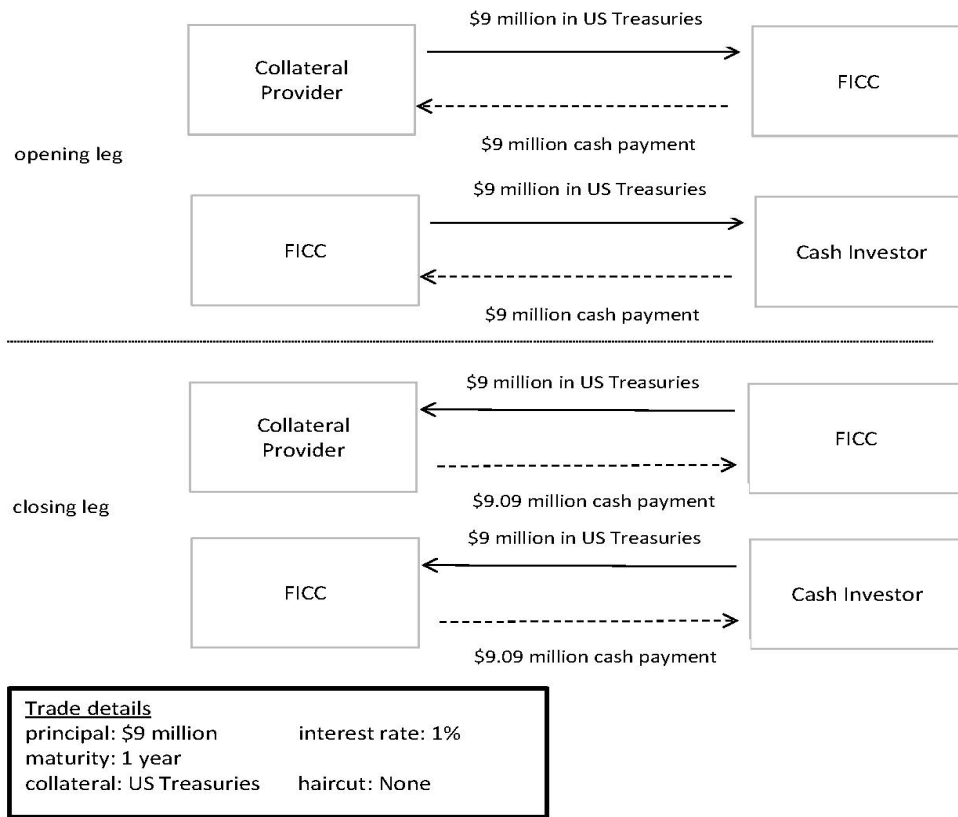 $9 million in US Treasuries
Collateral
Provider
FICC
$9 million cash payment
opening leg
$9 million in US Treasuries
FICC
Cash Investor
$9 million cash payment
$9 million in US Treasuries
Collateral
Provider
FICC
$9.09 million cash payment
closing leg
$9 million in US Treasuries
FICC
Cash Investor
$9.09 million cash payment
Trade details
principal: $9 million interest rate: 1%
maturity: 1 year
collateral: US Treasuries haircut: None